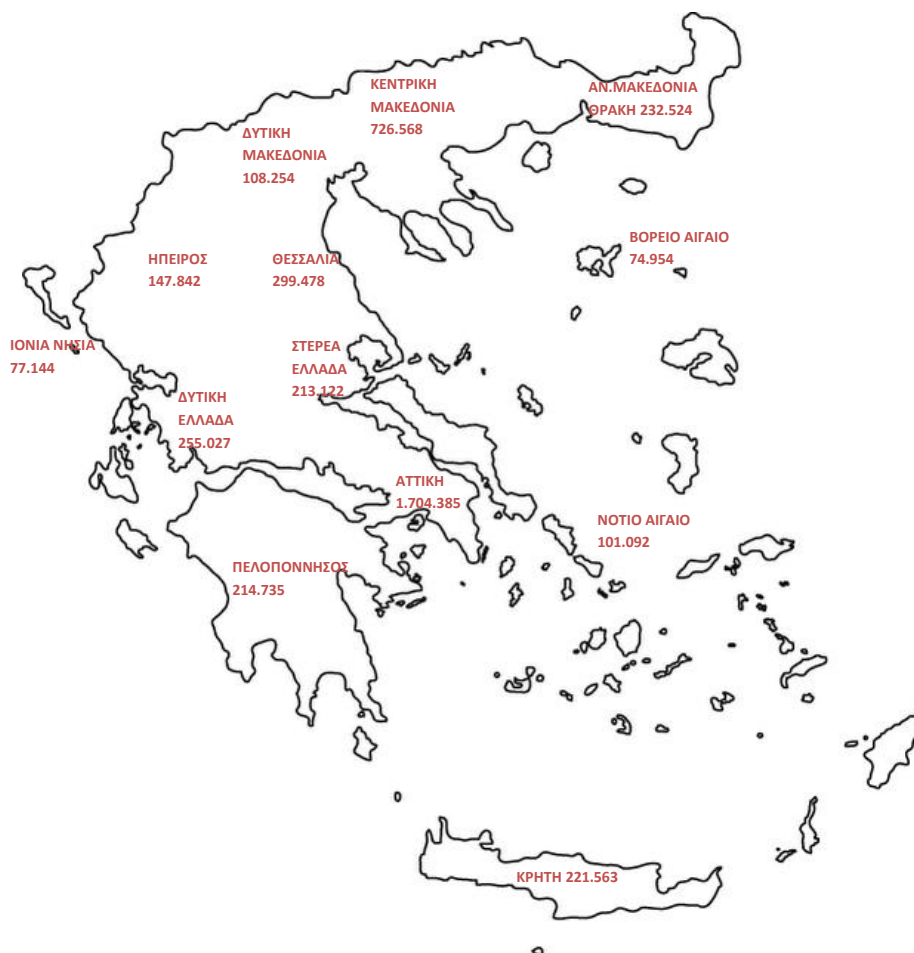 ΚΕΝΤΡΙΚΗ
ΜΑΚΕΔΟΝΙΑ
726.568
ΑΝ.ΜΑΚΕΔΟΝΙΑ
ΘΡΑΚΗ 232.524
ΔΥΤΙΚΗ
ΜΑΚΕΔΟΝΙΑ
108.254
ΒΟΡΕΙΟ ΑΙΓΑΙΟ
74.954
ΗΠΕΙΡΟΣ
147.842
ΘΕΣΣΑΛΙΑ
299.478
ΙΟΝΙΑ ΝΗΣΙΑ
77.144
ΣΤΕΡΕΑ
ΕΛΛΑΔΑ
213.122
ΔΥΤΙΚΗ
ΕΛΛΑΔΑ
255.027
ΑΤΤΙΚΗ
1.704.385
ΝΟΤΙΟ ΑΙΓΑΙΟ
101.092
ΠΕΛΟΠΟΝΝΗΣΟΣ
214.735
ΚΡΗΤΗ 221.563